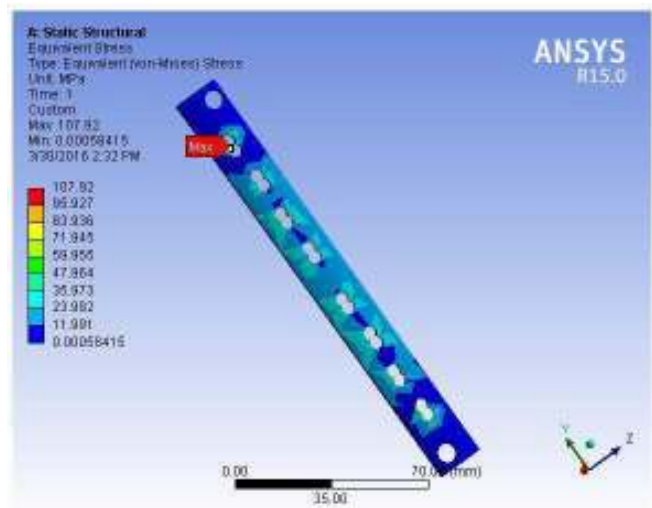 A: Static Structural
Equivalent Stress
Type: Equivalent (von-Mises) Stress
Unit: MPa
Time: 1
Custom
Max: 107.92
Min: 0.00058415
3/30/2016 2:32 PM
107.92
95.927
83.936
71.945
59.955
47.964
35.973
23.982
11.991
0.00058415
ANSYS
R15.0
Max
0.00
70.00 (mm)
35.00
Y
Z